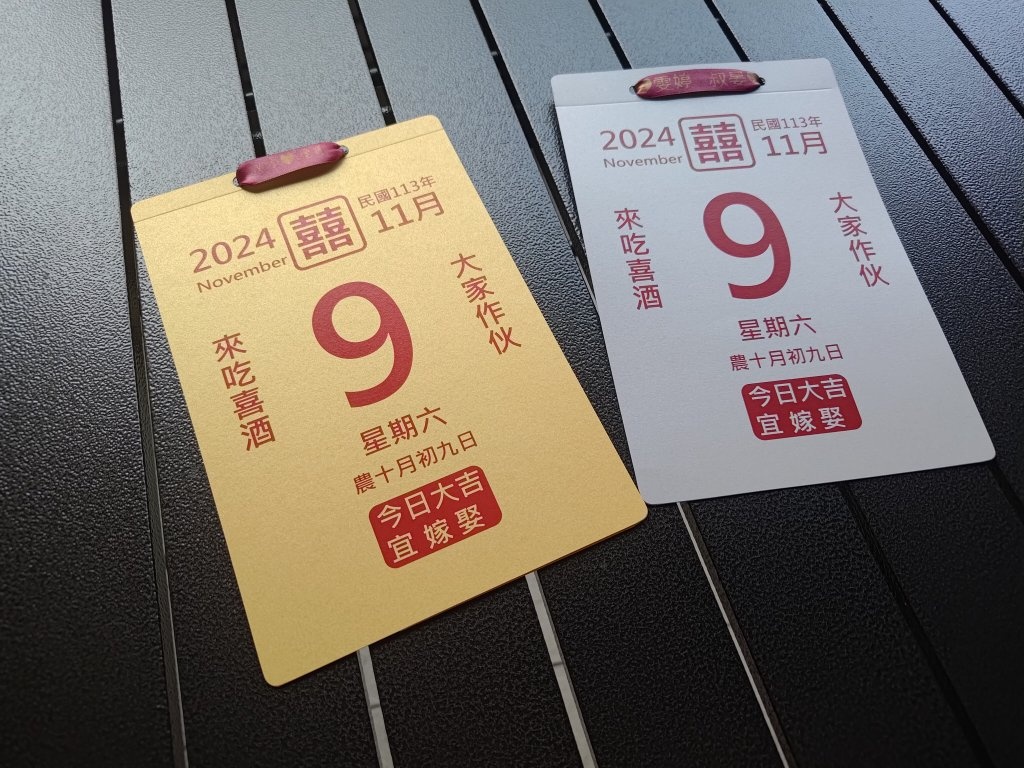 2024
November
囍
民國113年
11月
9
大家作伙
來吃喜酒
星期六
農十月初九日
今日大吉
宜嫁娶
2024
November
囍
民國113年
11月
9
大家作伙
來吃喜酒
星期六
農十月初九日
今日大吉
宜嫁娶